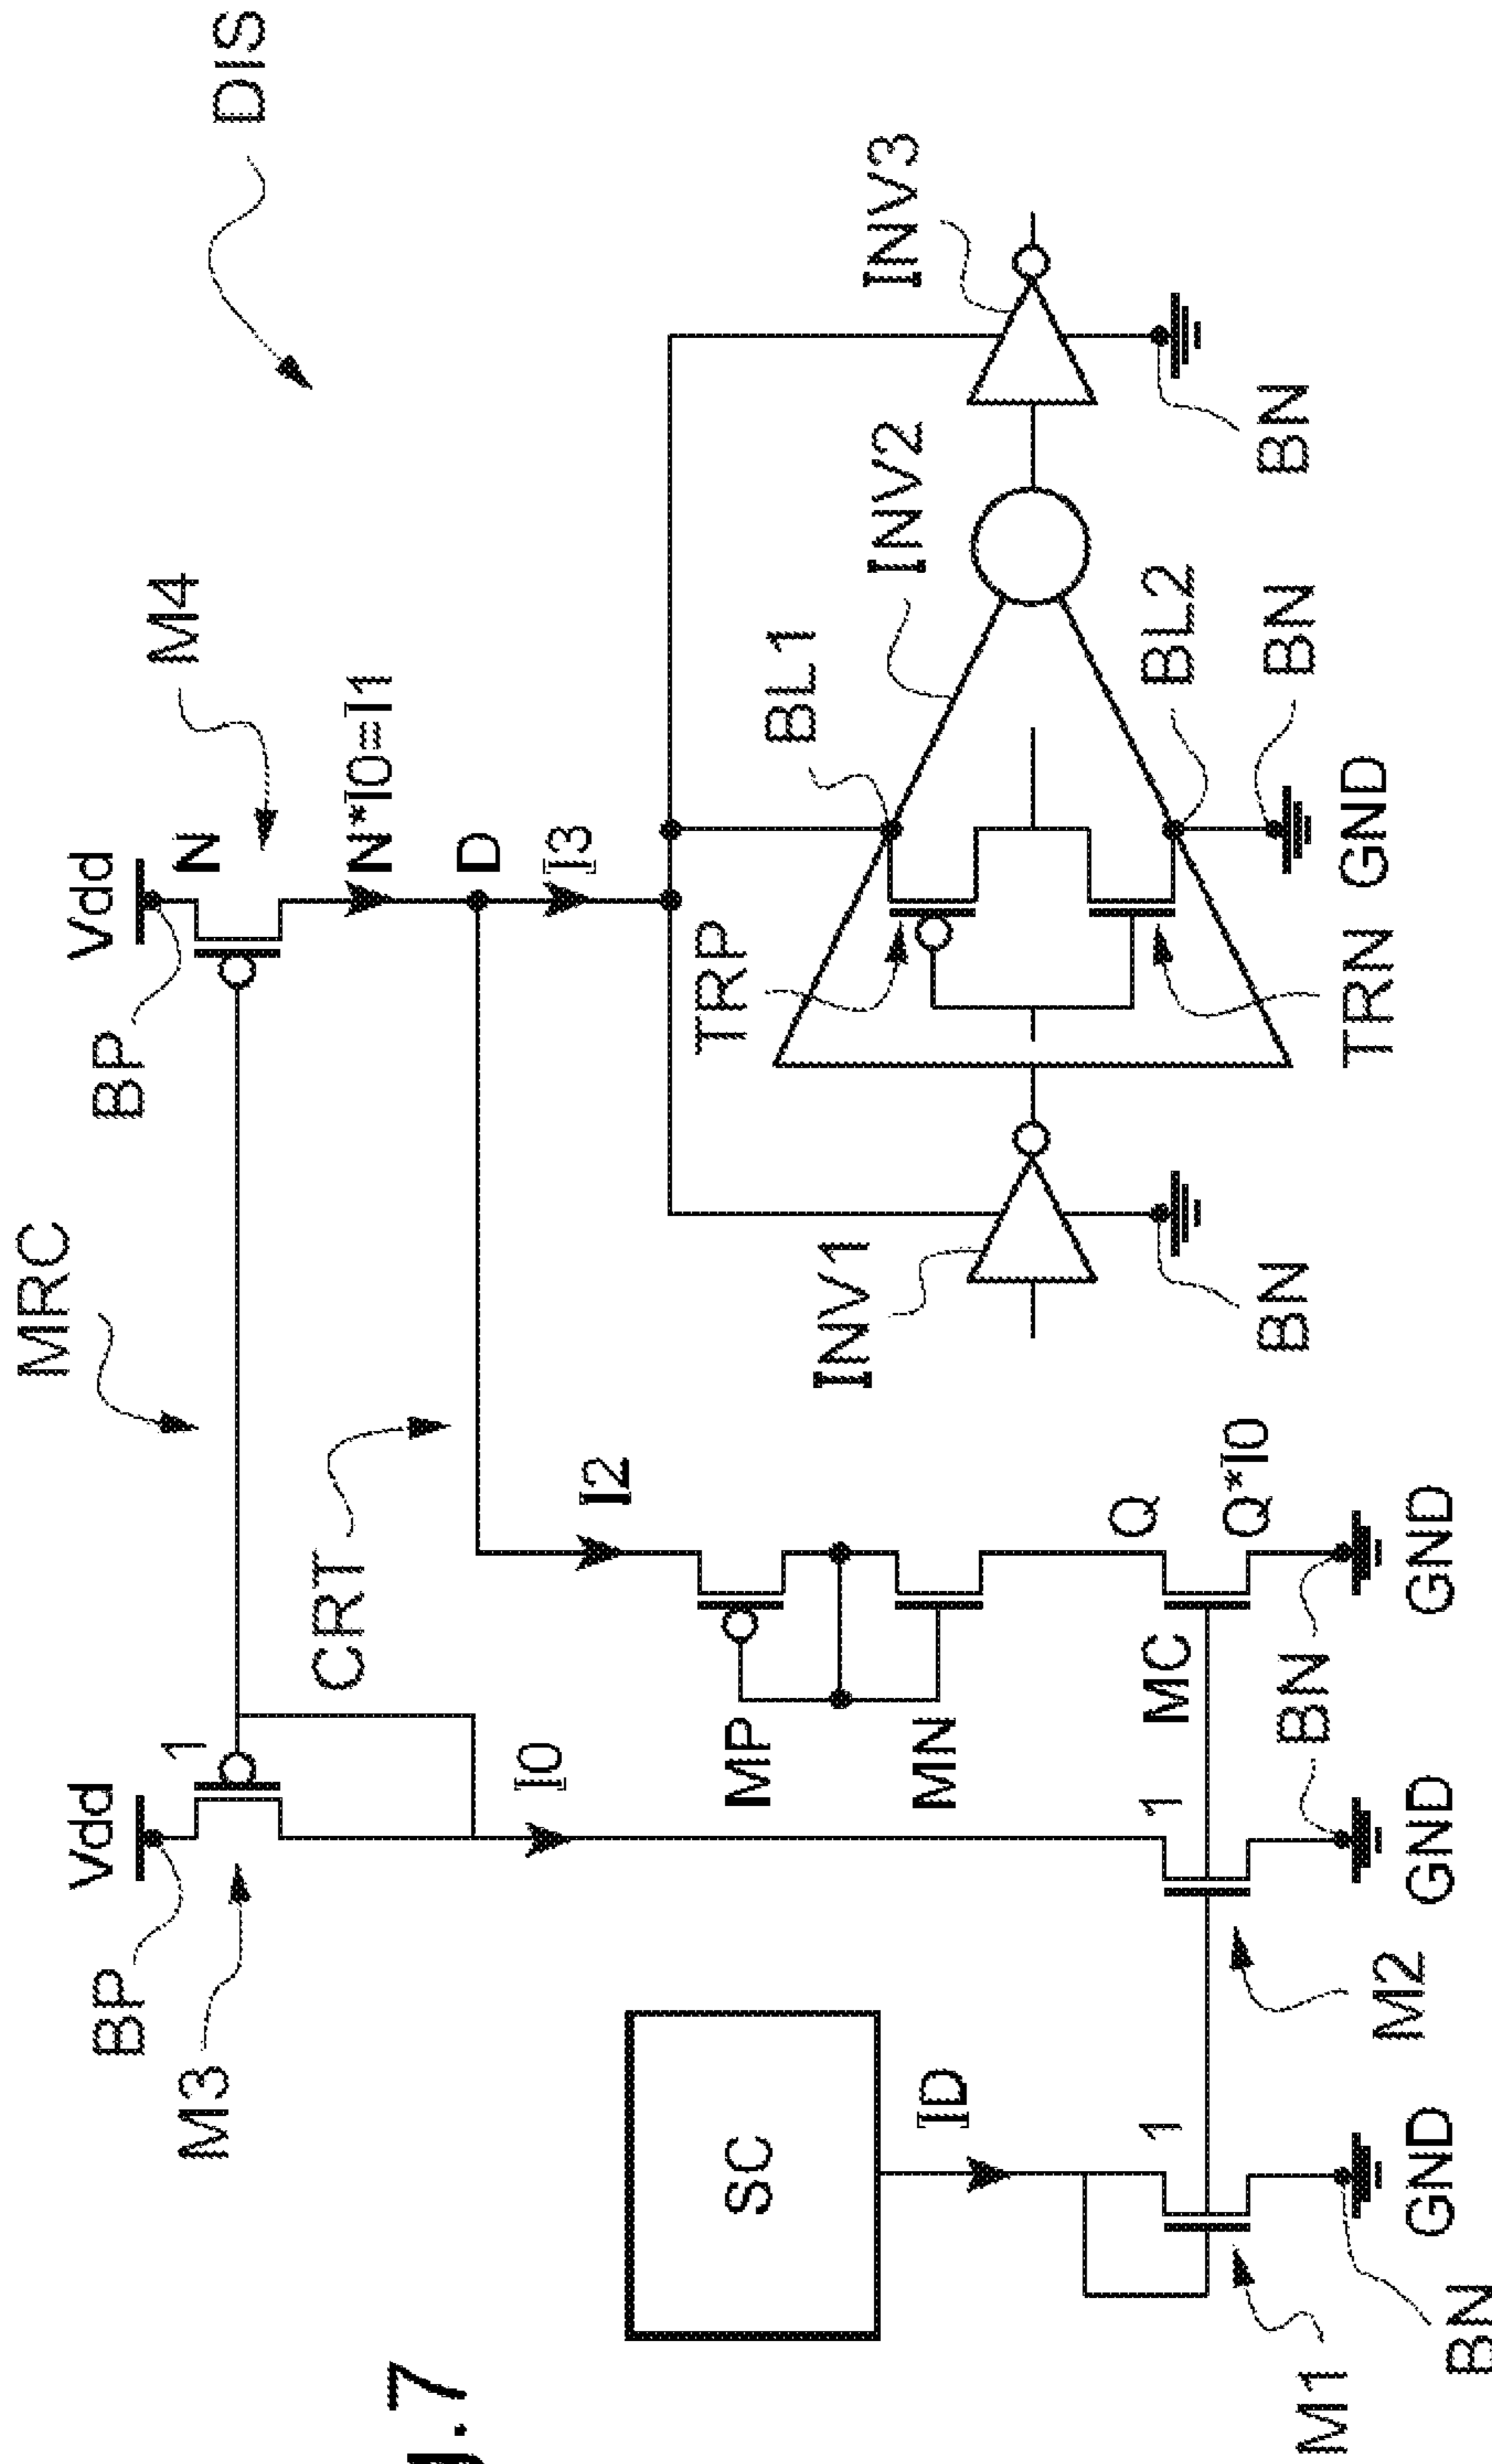 DIS
MRC
Vdd
Vdd
BP
BP
M3
1
N
M4
CRT
I0
N*I0=I1
D
I2
I3
SC
ID
MP
MN
TRP
BL1
INV1
INV2
INV3
1
1
MC
Q
Q*I0
BL2
BN
BN
BN
TRN
GND
M1
M2
BN
BN
GND
GND
GND
g.7